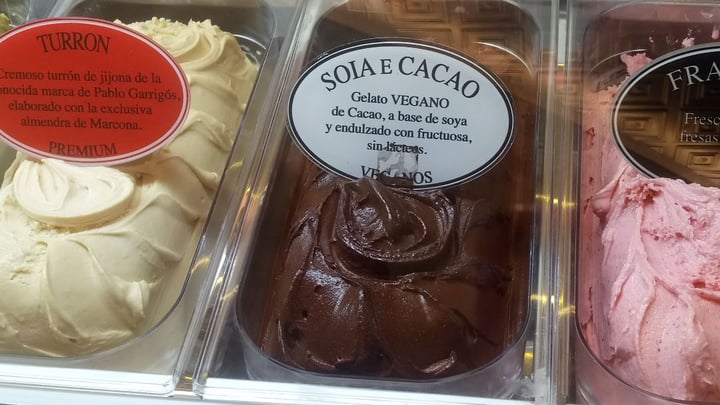 TURRON
Cremoso turrón de jijona de la
conocida marca de Pablo Garrigós,
elaborado con la exclusiva
almendra de Marcona.
PREMIUM
SOIA E CACAO
Gelato VEGANO
de Cacao, a base de soya
y endulzado con fructuosa,
sin lácteos.
VEGANOS
FRA
Fresc
fresas